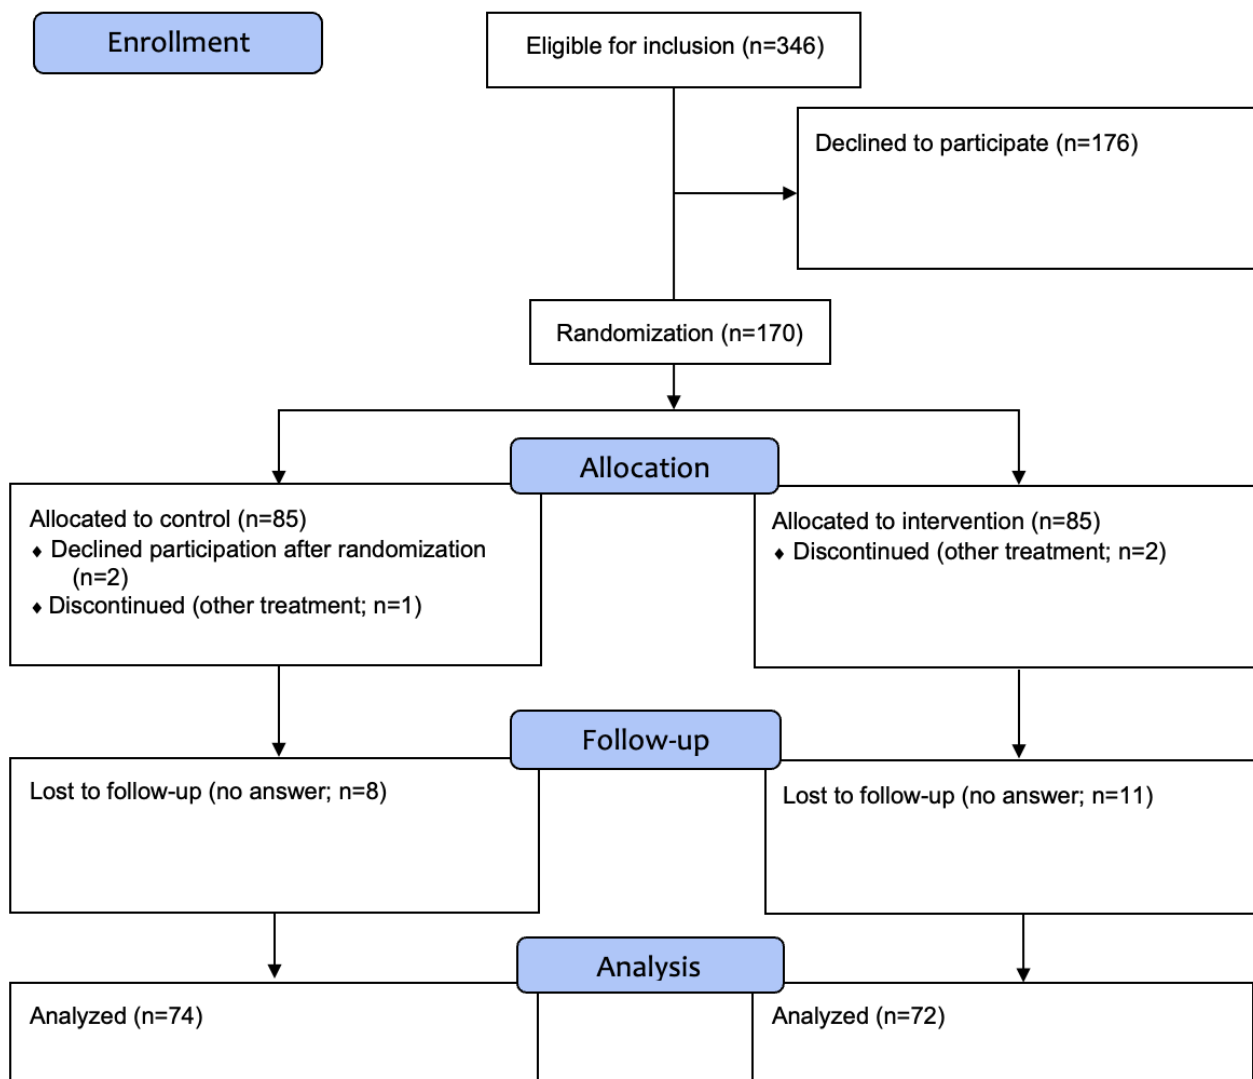 Enrollment
Eligible for inclusion (n=346)
Declined to participate (n=176)
Randomization (n=170)
Allocation
Allocated to control (n=85)
♦ Declined participation after randomization
(n=2)
♦ Discontinued (other treatment; n=1)
Allocated to intervention (n=85)
♦ Discontinued (other treatment; n=2)
Follow-up
Lost to follow-up (no answer; n=8)
Lost to follow-up (no answer; n=11)
Analysis
Analyzed (n=74)
Analyzed (n=72)